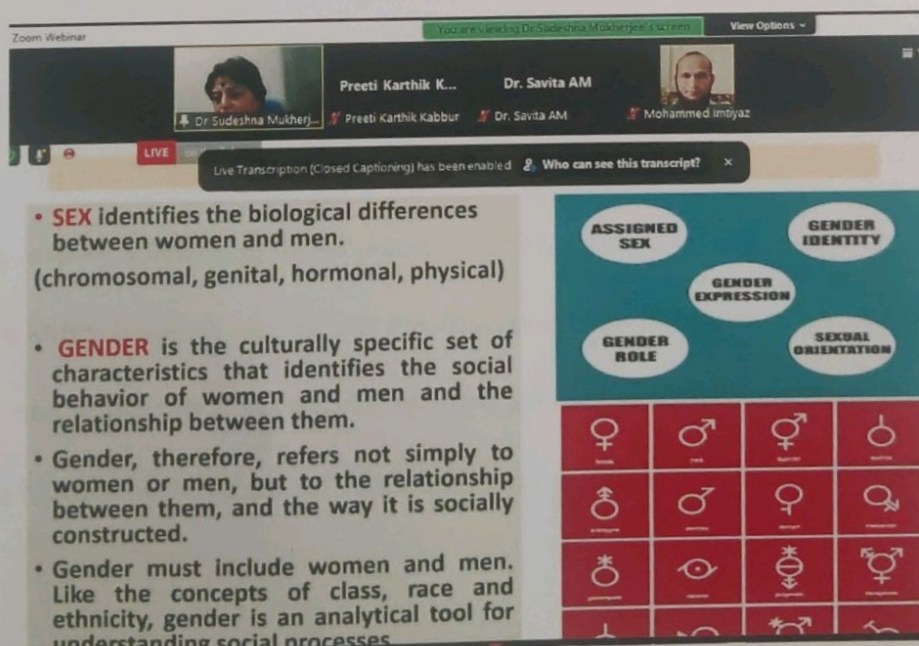 Zoom Webinar
You are viewing Dr Sudeshna Mukherjee's screen
View Options
Preeti Karthik K...
Dr. Savita AM
Dr Sudeshna Mukherj...
Preeti Karthik Kabbur
Dr. Savita AM
Mohammed Imtiyaz
LIVE
Live Transcription (Closed Captioning) has been enabled
Who can see this transcript?
• SEX identifies the biological differences
between women and men.
(chromosomal, genital, hormonal, physical)
• GENDER is the culturally specific set of
characteristics that identifies the social
behavior of women and men and the
relationship between them.
• Gender, therefore, refers not simply to
women or men, but to the relationship
between them, and the way it is socially
constructed.
• Gender must include women and men.
Like the concepts of class, race and
ethnicity, gender is an analytical tool for
understanding social processes
ASSIGNED
SEX
GENDER
IDENTITY
GENDER
EXPRESSION
GENDER
ROLE
SEXUAL
ORIENTATION